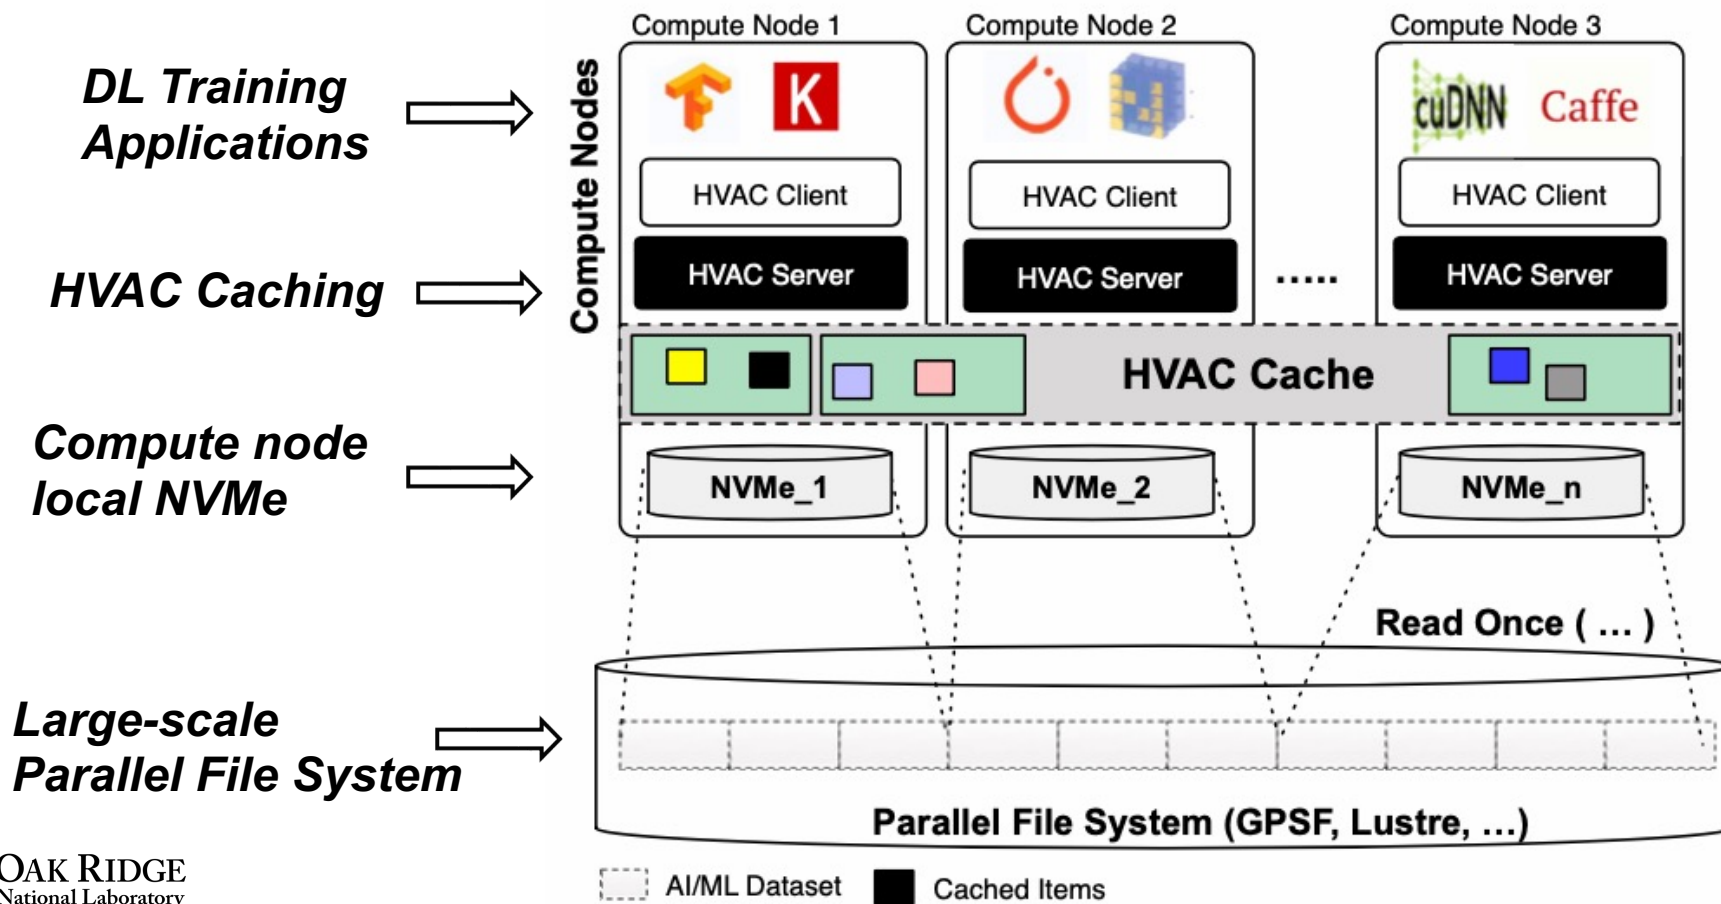 DL Training
Applications
HVAC Caching
Compute node
local NVMe
Large-scale
Parallel File System
OAK RIDGE
National Laboratory
Compute Nodes
Compute Node 1
Compute Node 2
Compute Node 3
K
cuDNN
Caffe
HVAC Client
HVAC Client
HVAC Client
HVAC Server
HVAC Server
.....
HVAC Server
HVAC Cache
NVMe_1
NVMe_2
NVMe_n
Read Once ( ... )
Parallel File System (GPSF, Lustre, ...)
AI/ML Dataset
Cached Items